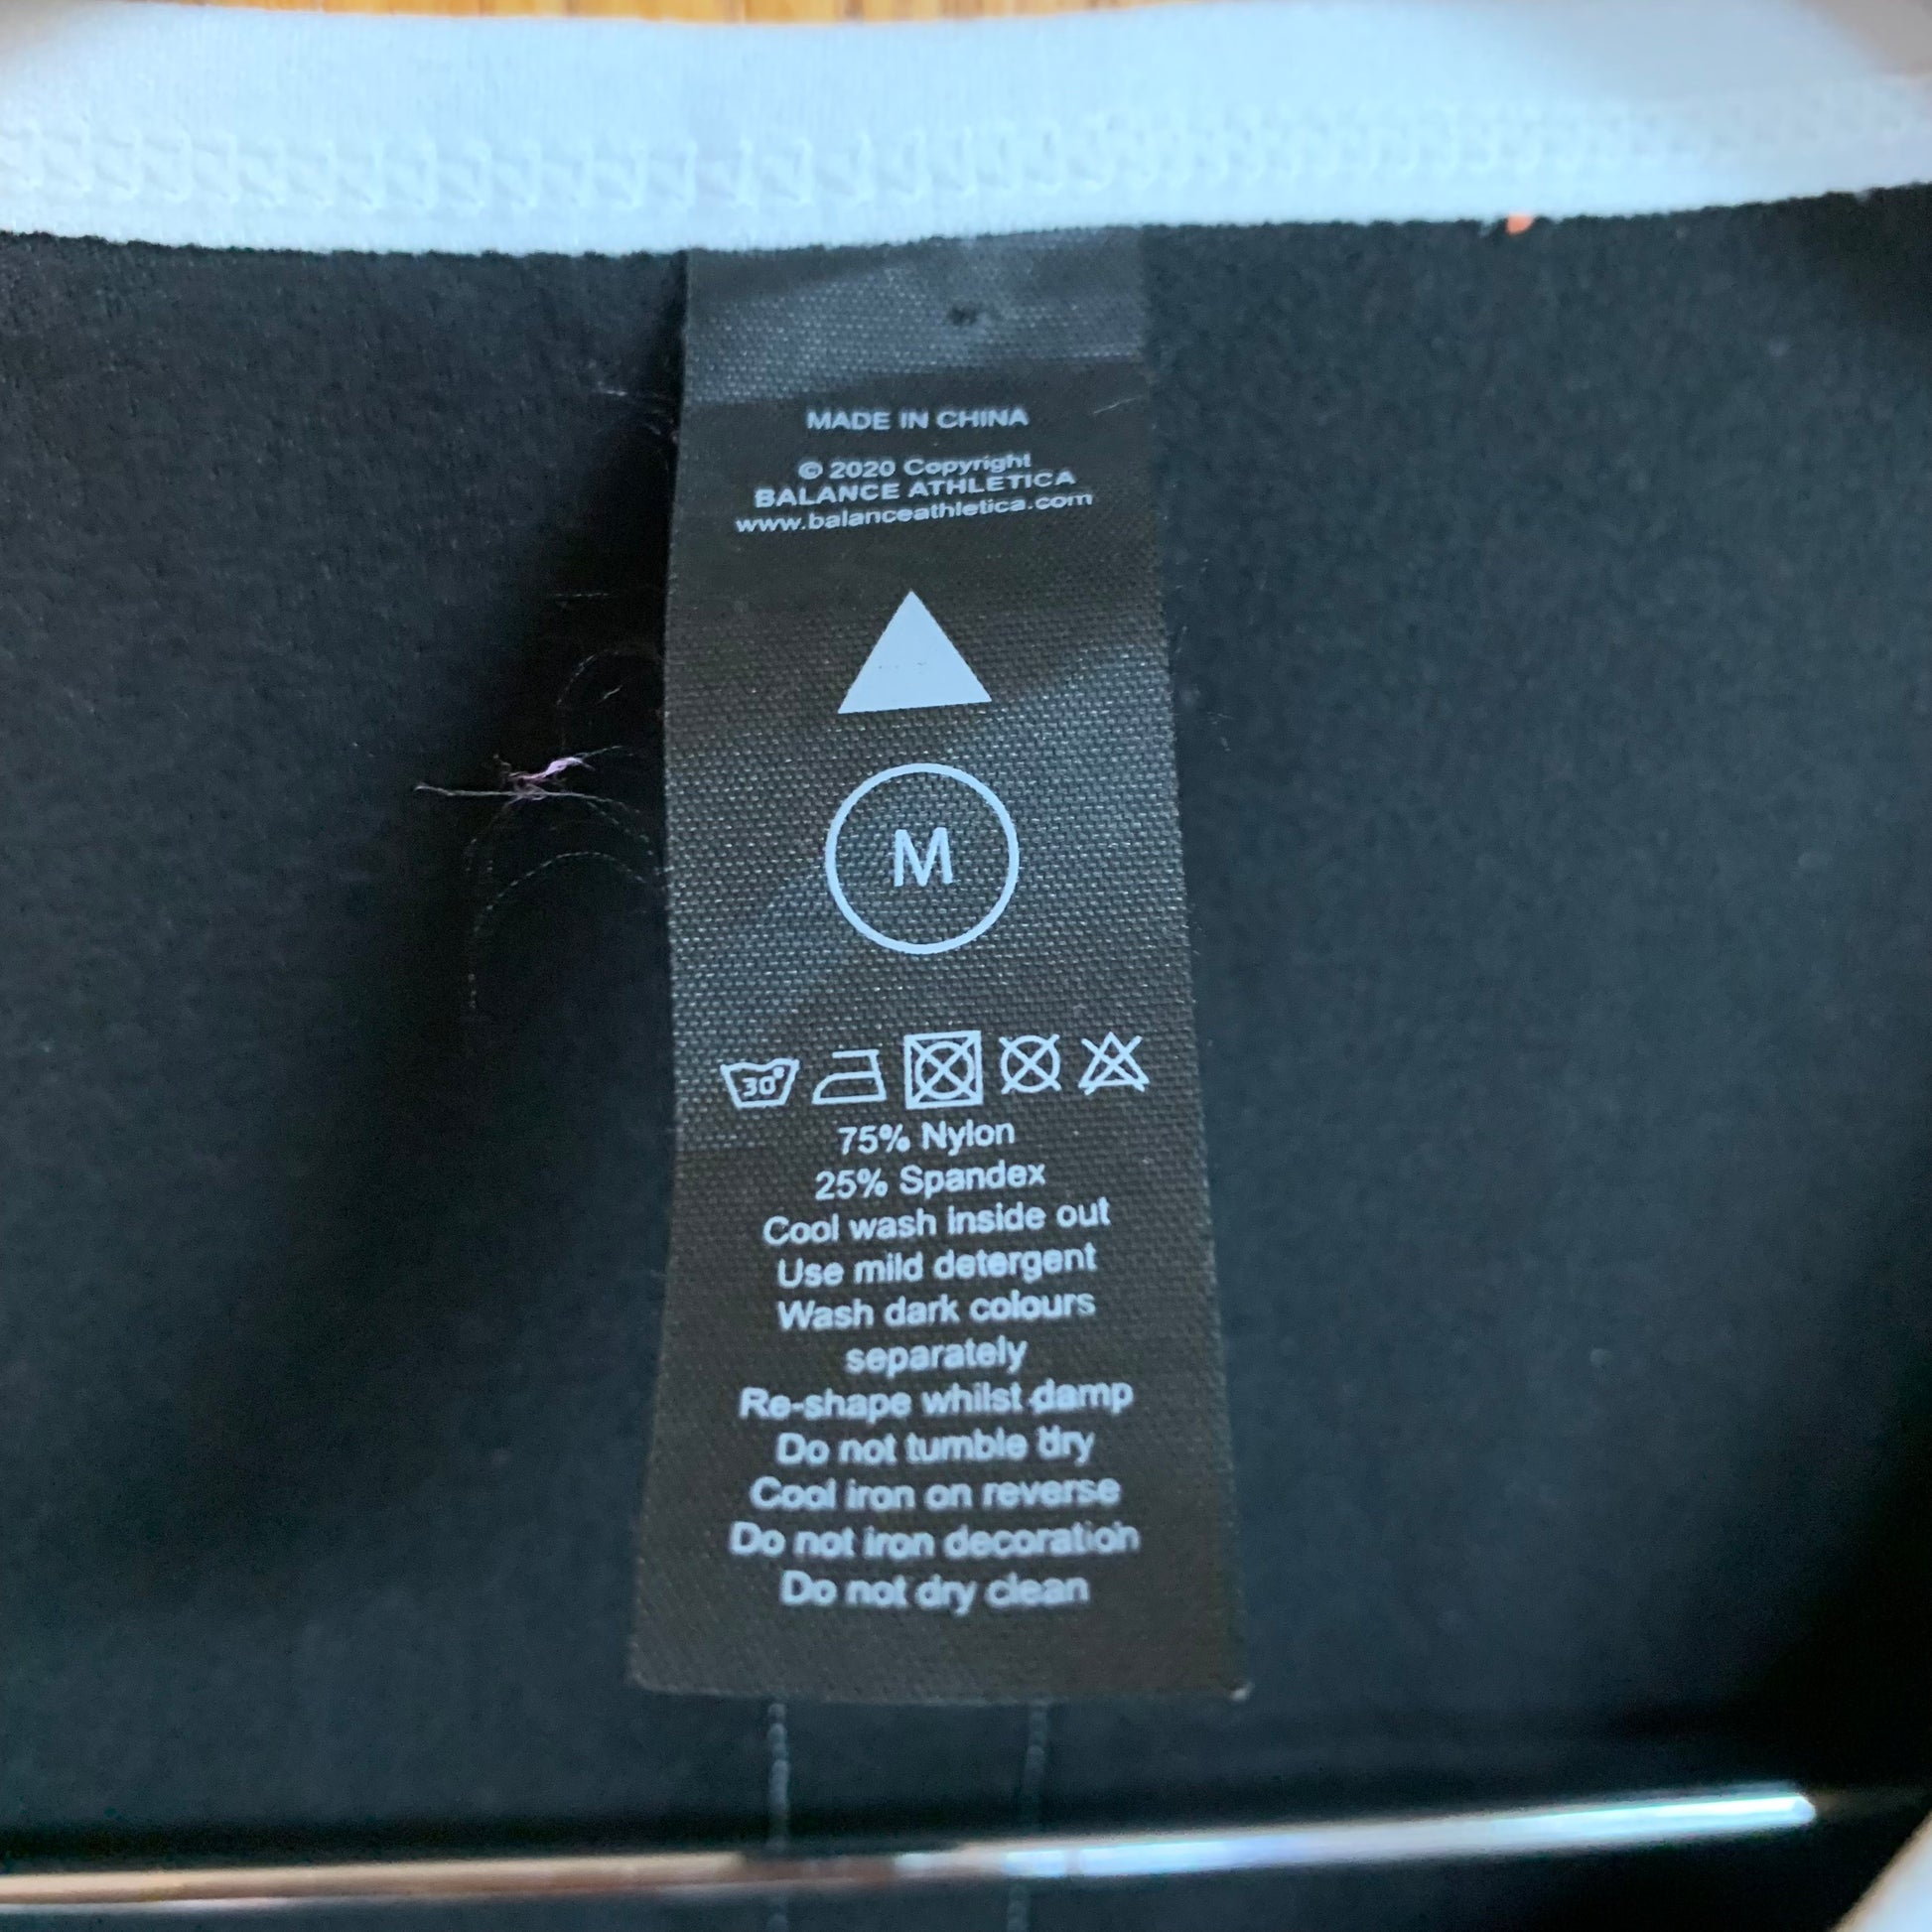 MADE IN CHINA
© 2020 Copyright
BALANCE ATHLETICA
www.balanceathletica.com
M
30°
75% Nylon
25% Spandex
Cool wash inside out
Use mild detergent
Wash dark colours
separately
Re-shape whilst damp
Do not tumble dry
Cool iron on reverse
Do not iron decoration
Do not dry clean